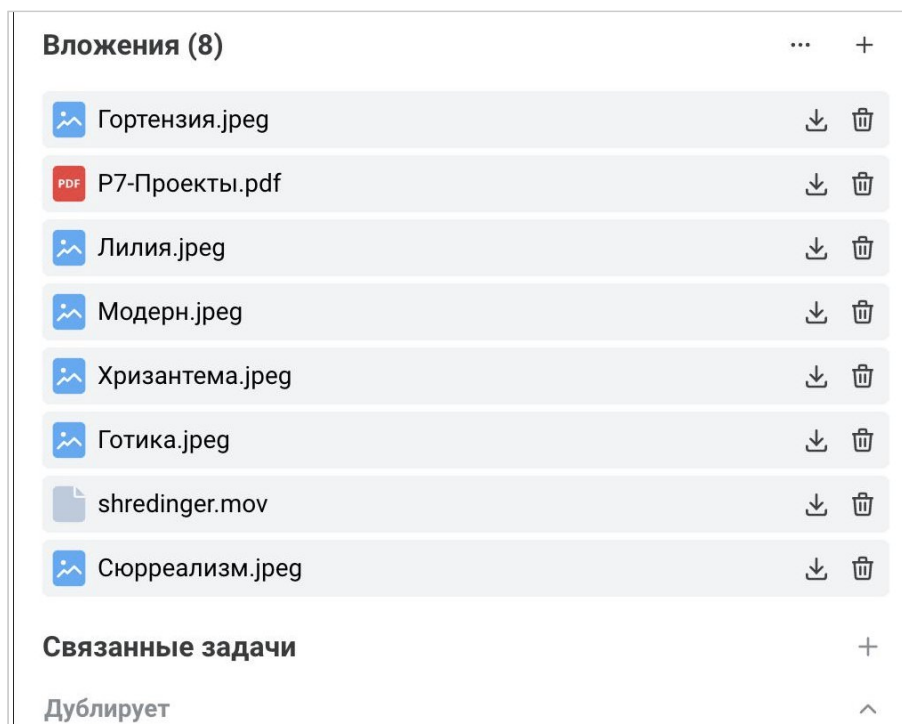 Вложения (8)
Гортензия.jpeg
PDF Р7-Проекты.pdf
Лилия.jpeg
Модерн.jpeg
Хризантема.jpeg
Готика.jpeg
shredinger.mov
Сюрреализм.jpeg
Связанные задачи
Дублирует